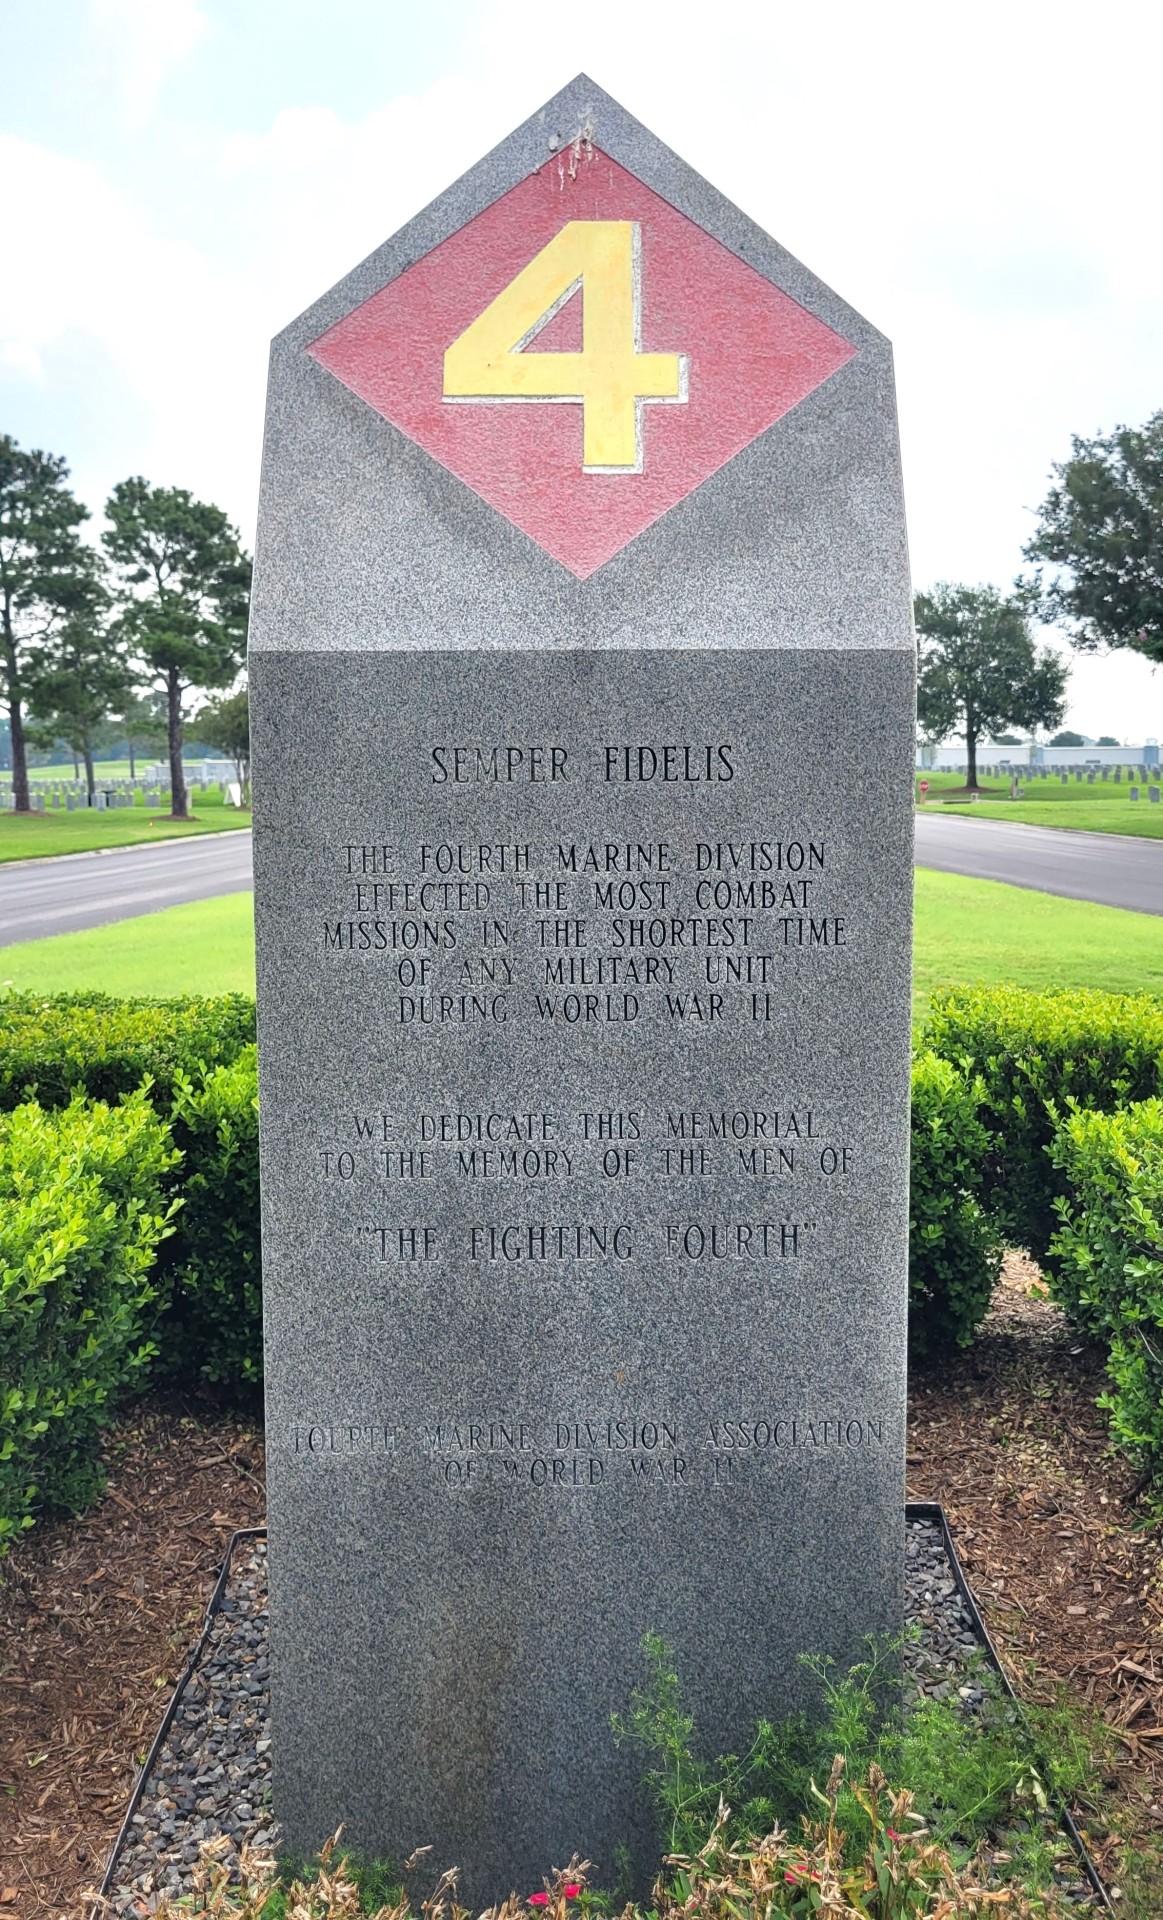 4
SEMPER FIDELIS
THE FOURTH MARINE DIVISION
EFFECTED THE MOST COMBAT
MISSIONS IN THE SHORTEST TIME
OF ANY MILITARY UNIT
DURING WORLD WAR II
WE DEDICATE THIS MEMORIAL
TO THE MEMORY OF THE MEN OF
"THE FIGHTING FOURTH"
FOURTH MARINE DIVISION ASSOCIATION
OF WORLD WAR II